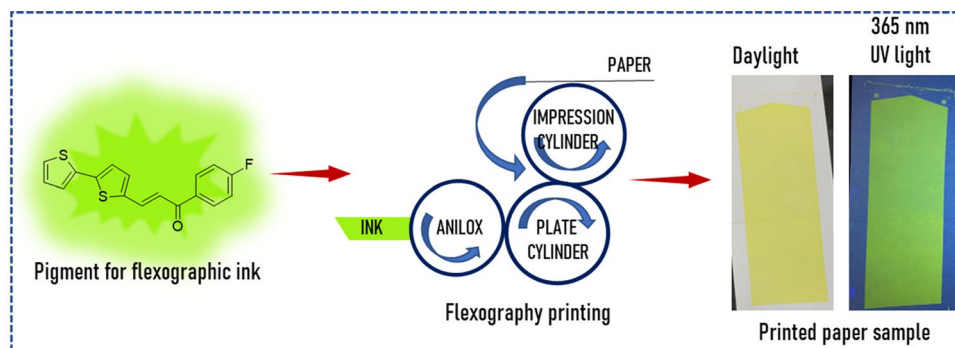 S
S
O
F
Pigment for flexographic ink
INK
ANILOX
PAPER
IMPRESSION
CYLINDER
PLATE
CYLINDER
Flexography printing
Daylight
365 nm
UV light
Printed paper sample